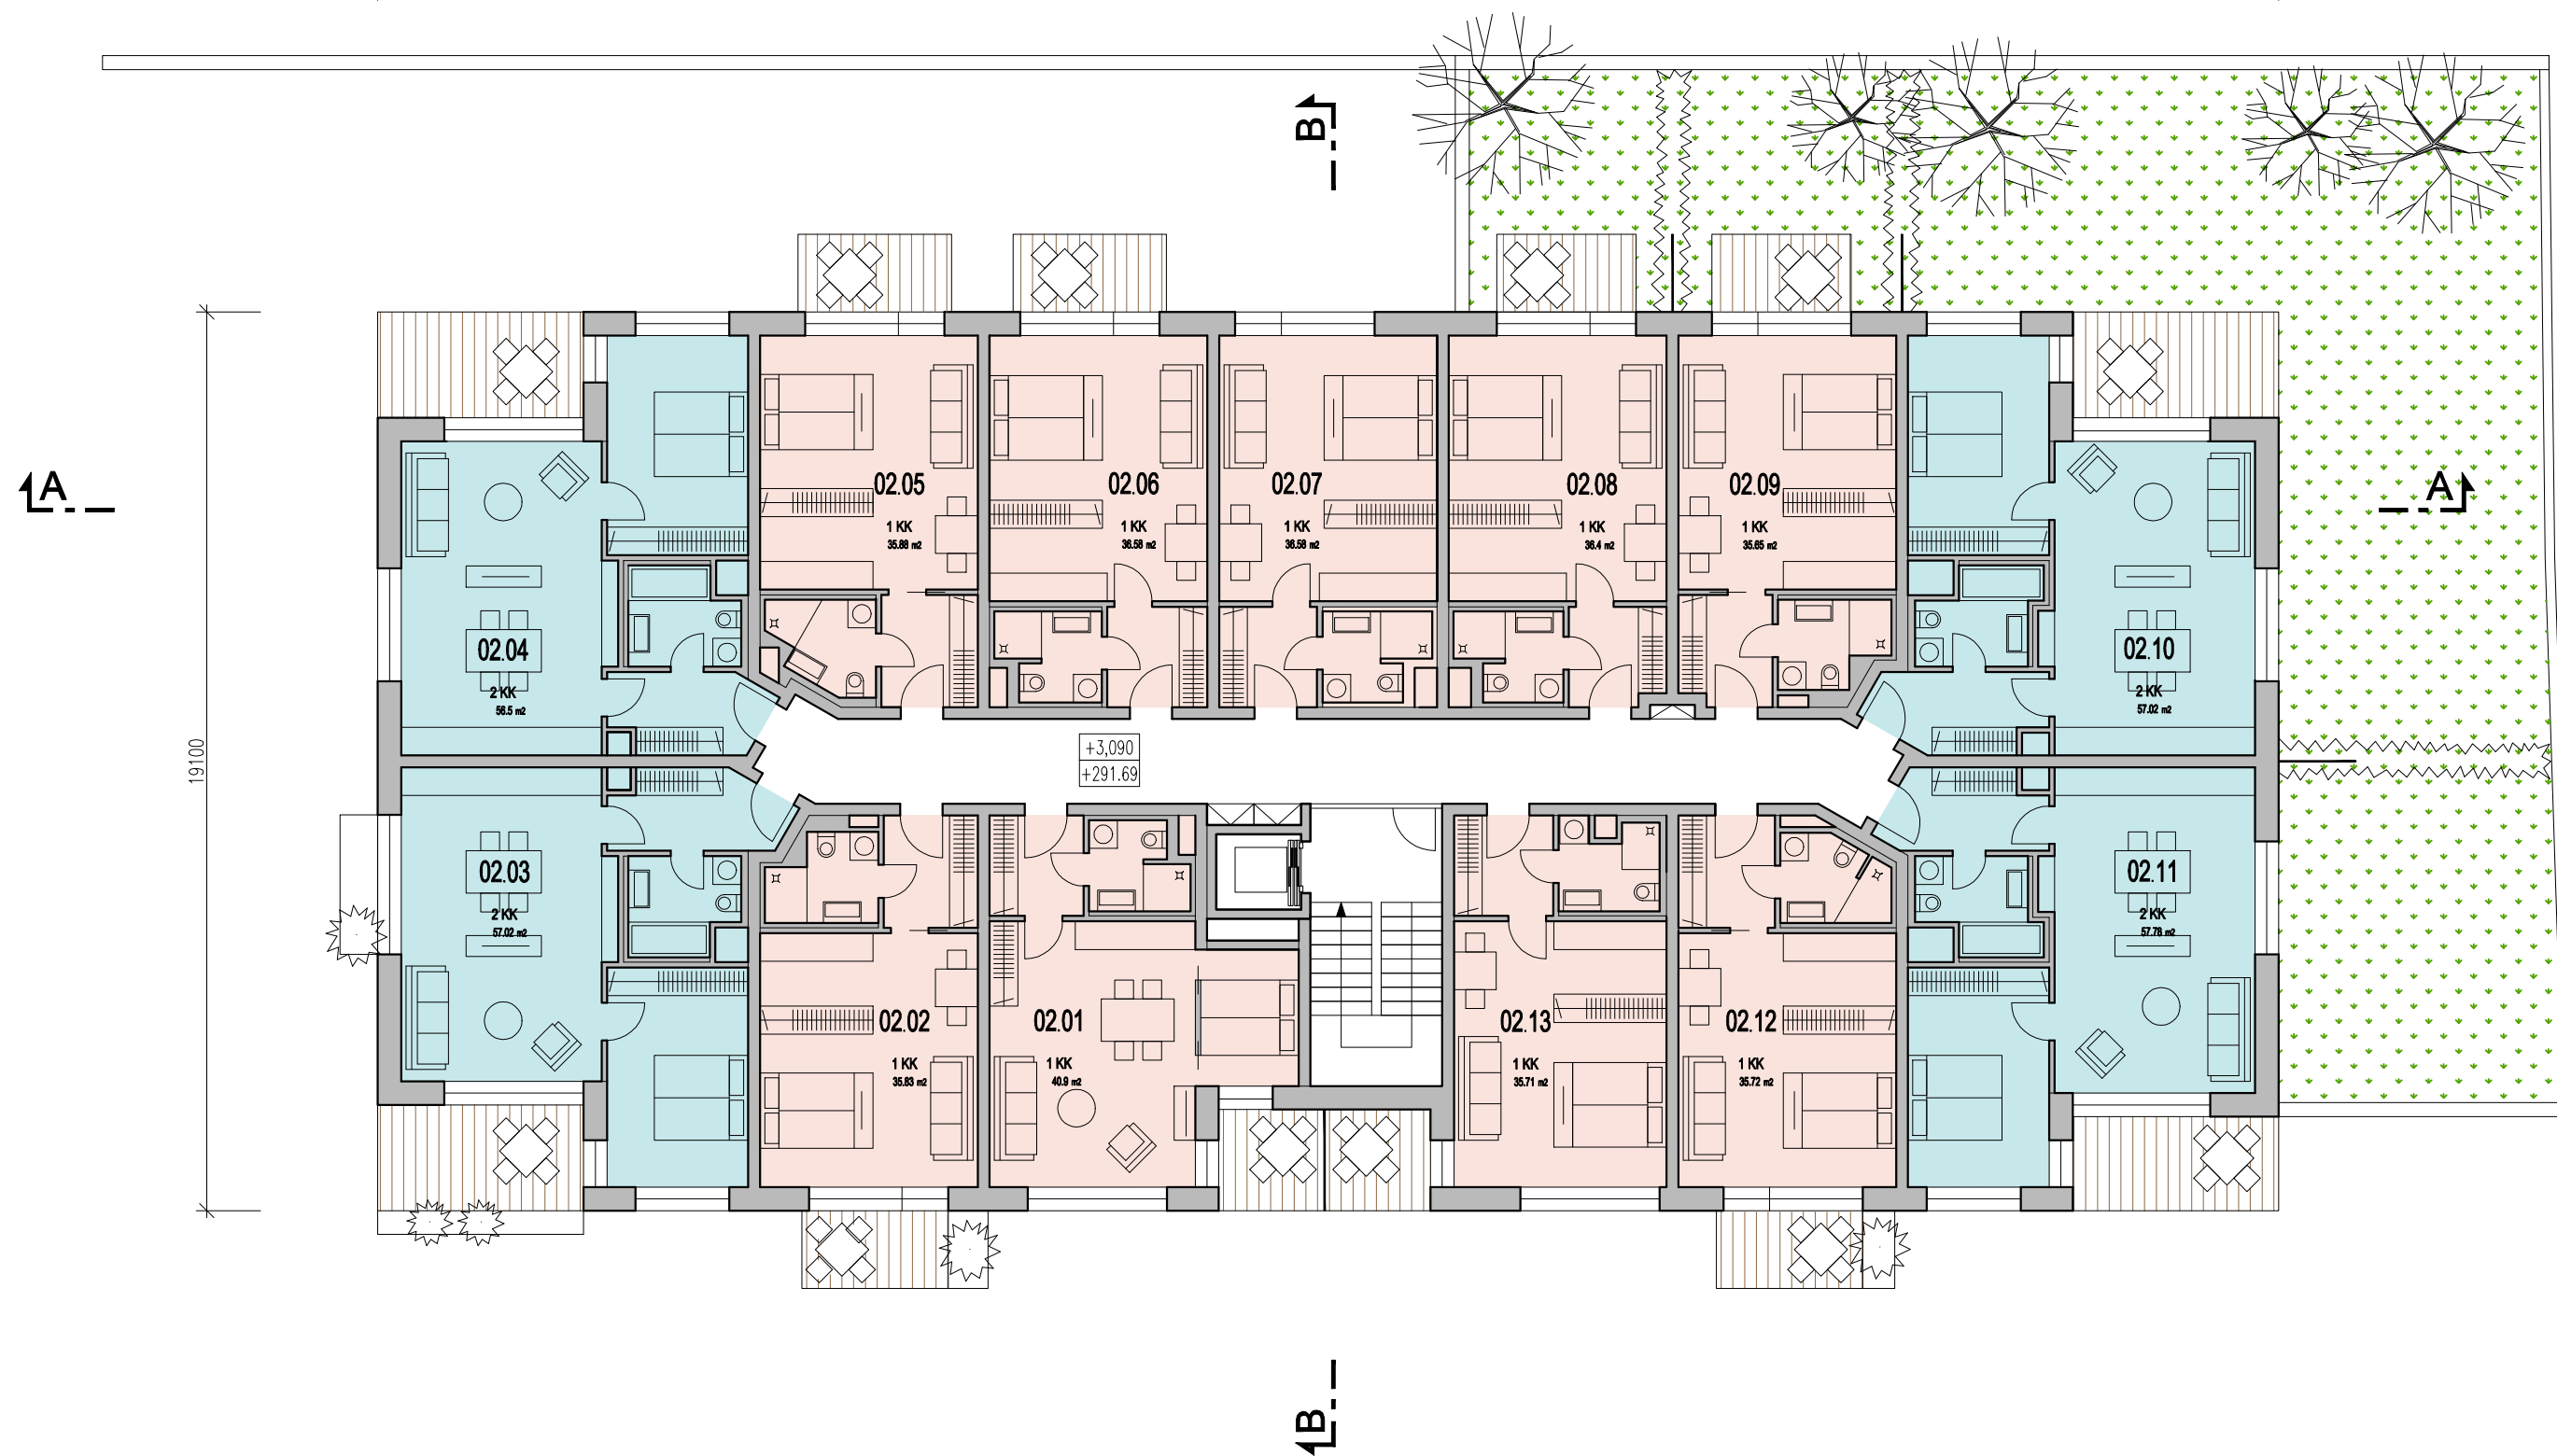 B
A
A
02.05
1 KK
35.88 m2
02.06
1 KK
36.58 m2
02.07
1 KK
36.58 m2
02.08
1 KK
36.4 m2
02.09
1 KK
35.65 m2
02.04
2 KK
56.5 m2
02.10
2 KK
57.02 m2
19100
+3,090
+291.69
02.03
2 KK
57.02 m2
02.11
2 KK
57.78 m2
02.02
1 KK
35.83 m2
02.01
1 KK
40.9 m2
02.13
1 KK
35.71 m2
02.12
1 KK
35.72 m2
B